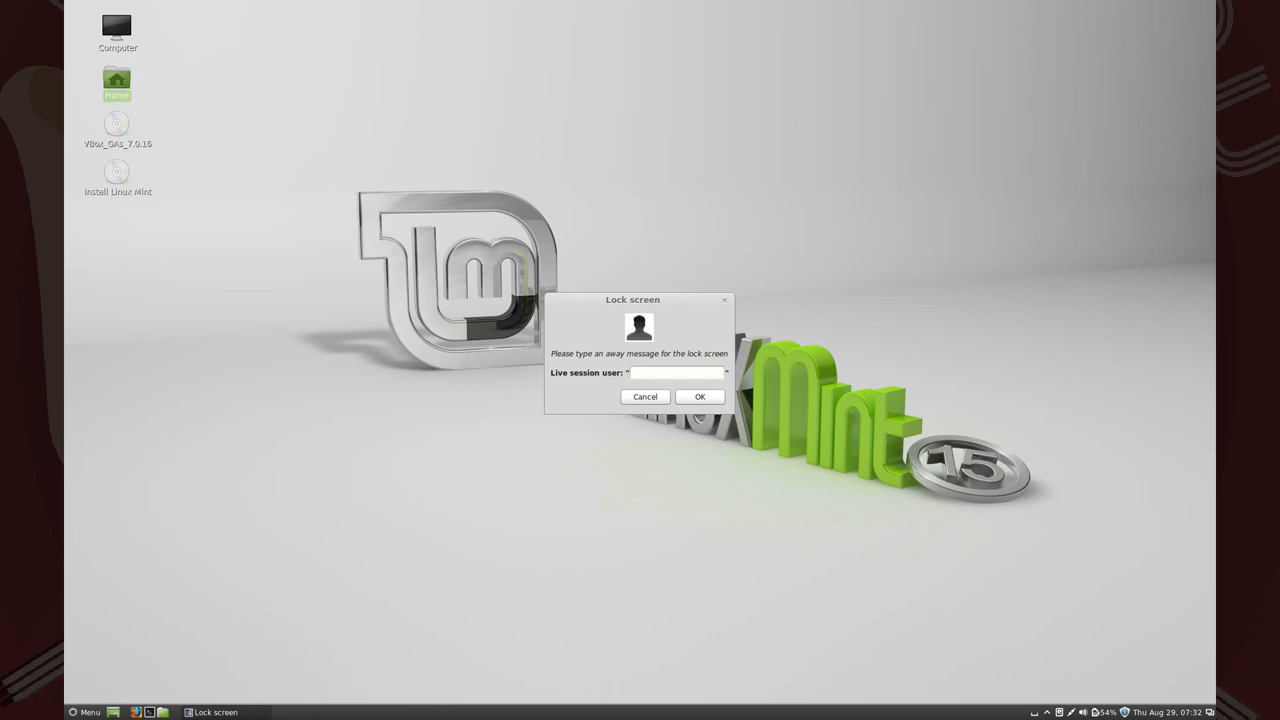 Computer
Home
VBox_GAs_7.0.16
Install Linux Mint
Lock screen
Please type an away message for the lock screen
Live session user: " "
Cancel
OK
Mint
15
Menu
Lock screen
54%
Thu Aug 29, 07:32